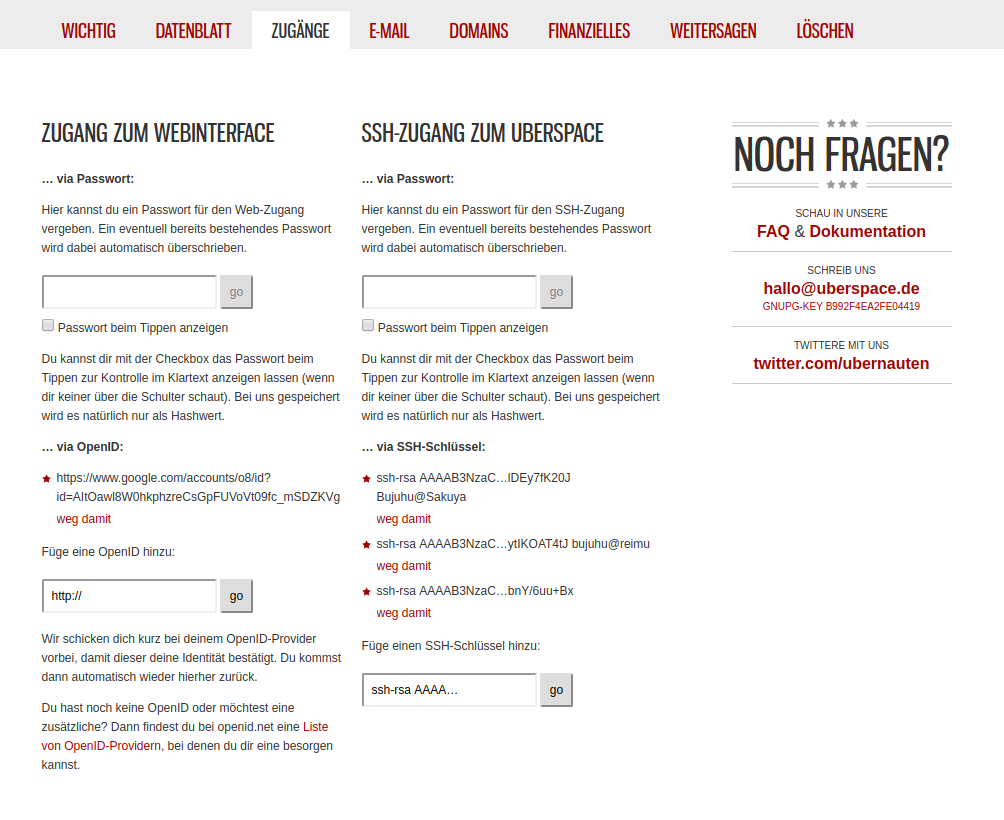 WICHTIG DATENBLATT ZUGÄNGE E-MAIL DOMAINS FINANZIELLES WEITERSAGEN LÖSCHEN
ZUGANG ZUM WEBINTERFACE
... via Passwort:
Hier kannst du ein Passwort für den Web-Zugang
vergeben. Ein eventuell bereits bestehendes Passwort
wird dabei automatisch überschrieben.
go
Passwort beim Tippen anzeigen
Du kannst dir mit der Checkbox das Passwort beim
Tippen zur Kontrolle im Klartext anzeigen lassen (wenn
dir keiner über die Schulter schaut). Bei uns gespeichert
wird es natürlich nur als Hashwert.
... via OpenID:
https://www.google.com/accounts/o8/id?
id=AItOawl8W0hkphzreCsGpFUVoVt09fc_mSDZKVg
weg damit
Füge eine OpenID hinzu:
http:// go
Wir schicken dich kurz bei deinem OpenID-Provider
vorbei, damit dieser deine Identität bestätigt. Du kommst
dann automatisch wieder hierher zurück.
Du hast noch keine OpenID oder möchtest eine
zusätzliche? Dann findest du bei openid.net eine Liste
von OpenID-Providern, bei denen du dir eine besorgen
kannst.
SSH-ZUGANG ZUM UBERSPACE
... via Passwort:
Hier kannst du ein Passwort für den SSH-Zugang
vergeben. Ein eventuell bereits bestehendes Passwort
wird dabei automatisch überschrieben.
go
Passwort beim Tippen anzeigen
Du kannst dir mit der Checkbox das Passwort beim
Tippen zur Kontrolle im Klartext anzeigen lassen (wenn
dir keiner über die Schulter schaut). Bei uns gespeichert
wird es natürlich nur als Hashwert.
... via SSH-Schlüssel:
ssh-rsa AAAAB3NzaC...lDEy7fK20J
Bujuhu@Sakuya
weg damit
ssh-rsa AAAAB3NzaC...ytIKOAT4tJ bujuhu@reimu
weg damit
ssh-rsa AAAAB3NzaC...bnY/6uu+Bx
weg damit
Füge einen SSH-Schlüssel hinzu:
ssh-rsa AAAA... go
NOCH FRAGEN?
SCHAU IN UNSERE
FAQ & Dokumentation
SCHREIB UNS
hallo@uberspace.de
GNUPG-KEY B992F4EA2FE04419
TWITTERE MIT UNS
twitter.com/ubernauten